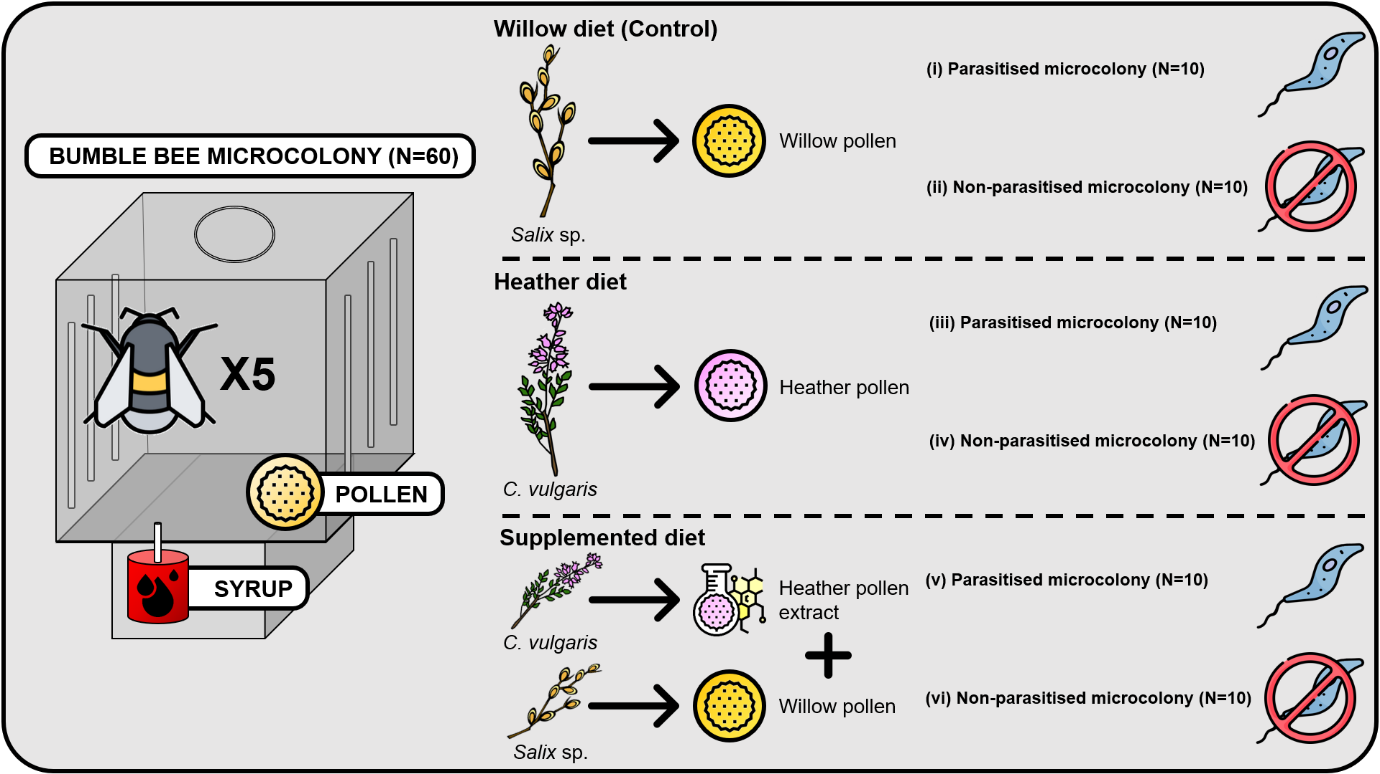 BUMBLE BEE MICROCOLONY (N=60)
X5
POLLEN
SYRUP
Willow diet (Control)
Salix sp.
Willow pollen
(i) Parasitised microcolony (N=10)
(ii) Non-parasitised microcolony (N=10)
Heather diet
C. vulgaris
Heather pollen
(iii) Parasitised microcolony (N=10)
(iv) Non-parasitised microcolony (N=10)
Supplemented diet
C. vulgaris
Heather pollen
extract
Salix sp.
Willow pollen
(v) Parasitised microcolony (N=10)
(vi) Non-parasitised microcolony (N=10)